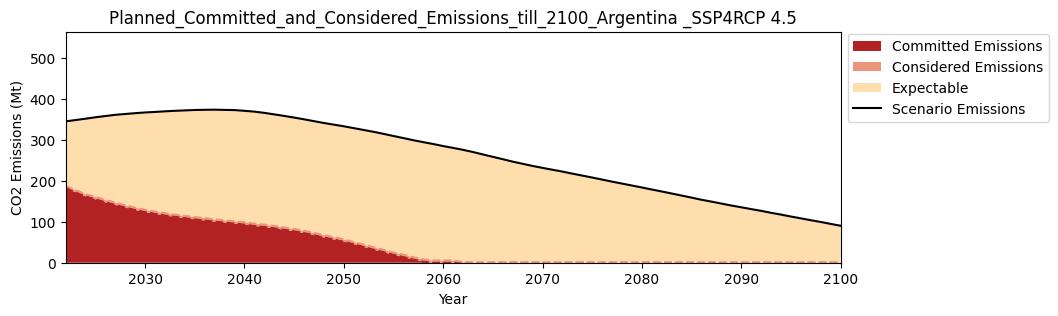 Planned_Committed_and_Considered_Emissions_till_2100_Argentina _SSP4RCP 4.5
Committed Emissions
Considered Emissions
Expectable
Scenario Emissions
CO2 Emissions (Mt)
500
400
300
200
100
0
2030 2040 2050 2060 2070 2080 2090 2100
Year